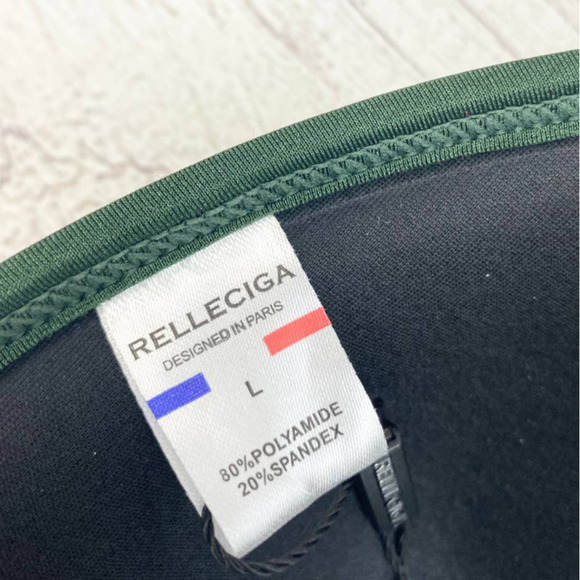 RELLECIGA
DESIGNED IN PARIS
L
80%POLYAMIDE
20%SPANDEX